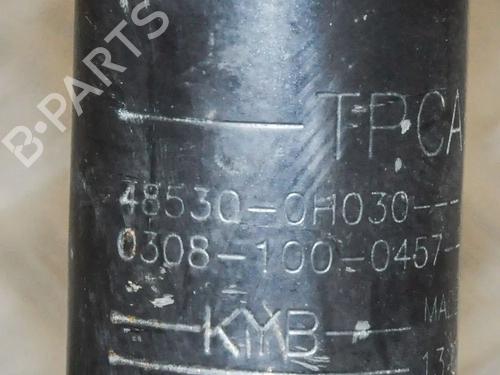 B-PARTS
TPCA
48530-0H030---
0308-100-0457--
KYB